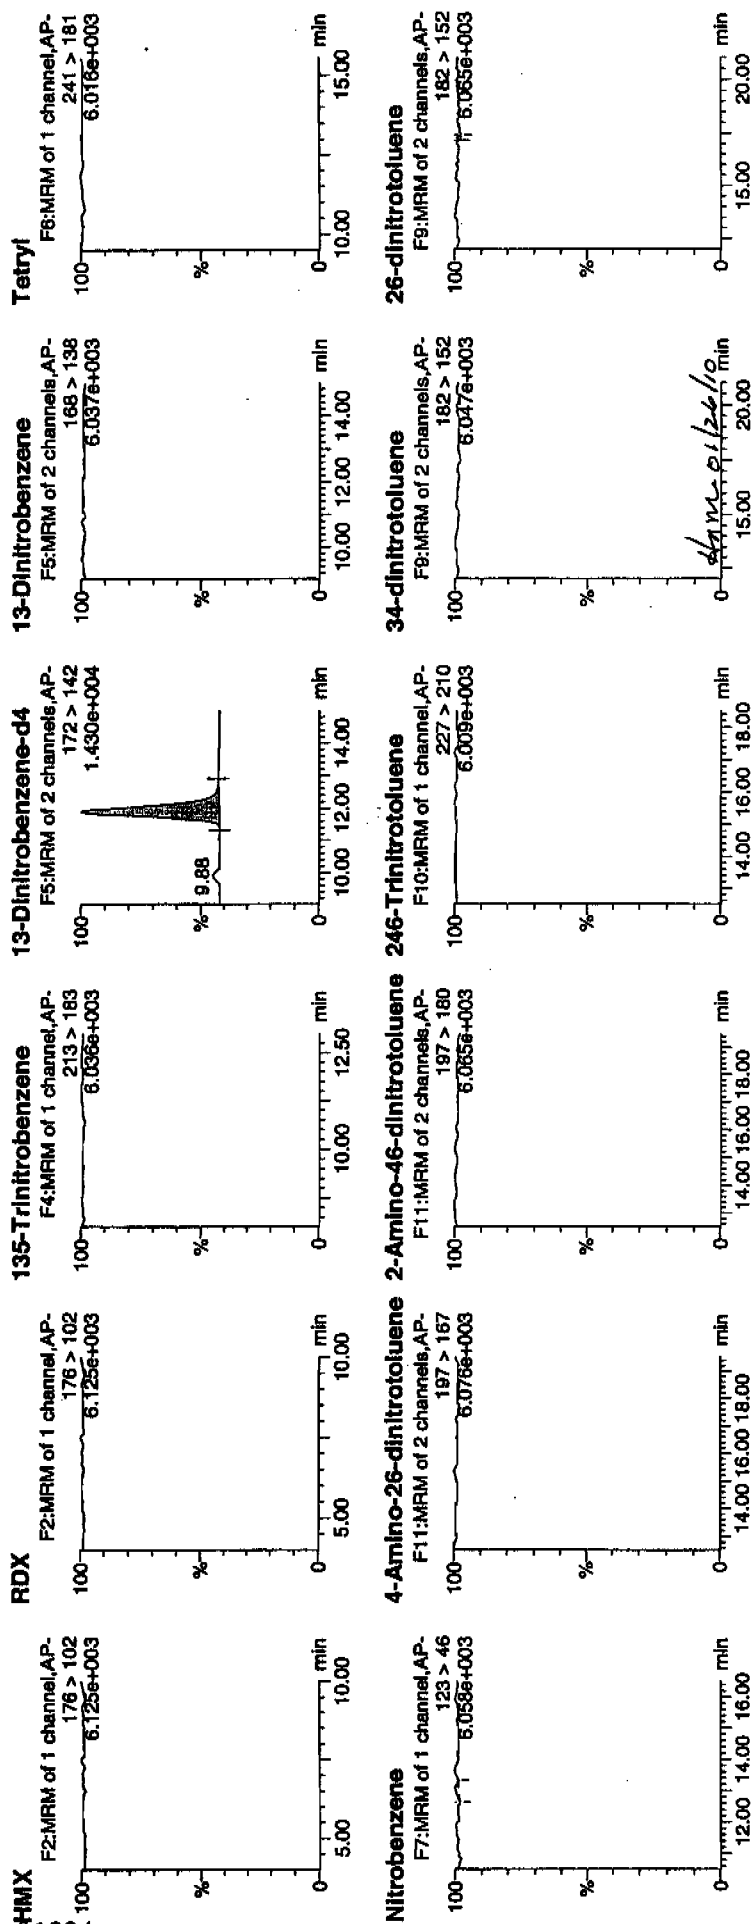 HMX
F2:MRM of 1 channel,AP-
176 > 102
6.125e+003
100
%
0
5.00
10.00
min
RDX
F2:MRM of 1 channel,AP-
176 > 102
6.125e+003
100
%
0
5.00
10.00
min
135-Trinitrobenzene
F4:MRM of 1 channel,AP-
213 > 183
6.036e+003
100
%
0
10.00
12.50
min
13-Dinitrobenzene-d4
F5:MRM of 2 channels,AP-
172 > 142
1.430e+004
100
%
9.88
0
10.00
12.00
14.00
min
13-Dinitrobenzene
F5:MRM of 2 channels,AP-
168 > 138
6.037e+003
100
%
0
10.00
12.00
14.00
min
Tetryl
F6:MRM of 1 channel,AP-
241 > 181
6.016e+003
100
%
0
10.00
15.00
min
Nitrobenzene
F7:MRM of 1 channel,AP-
123 > 46
6.058e+003
100
%
0
12.00
14.00
16.00
min
4-Amino-26-dinitrotoluene
F11:MRM of 2 channels,AP-
197 > 167
6.076e+003
100
%
0
14.00
16.00
18.00
min
2-Amino-46-dinitrotoluene
F11:MRM of 2 channels,AP-
197 > 180
6.065e+003
100
%
0
14.00
16.00
18.00
min
246-Trinitrotoluene
F10:MRM of 1 channel,AP-
227 > 210
6.009e+003
100
%
0
14.00
16.00
18.00
min
34-dinitrotoluene
F9:MRM of 2 channels,AP-
182 > 152
6.047e+003
100
%
0
15.00
20.00
min
01/26/10
26-dinitrotoluene
F9:MRM of 2 channels,AP-
182 > 152
6.065e+003
100
%
0
15.00
20.00
min